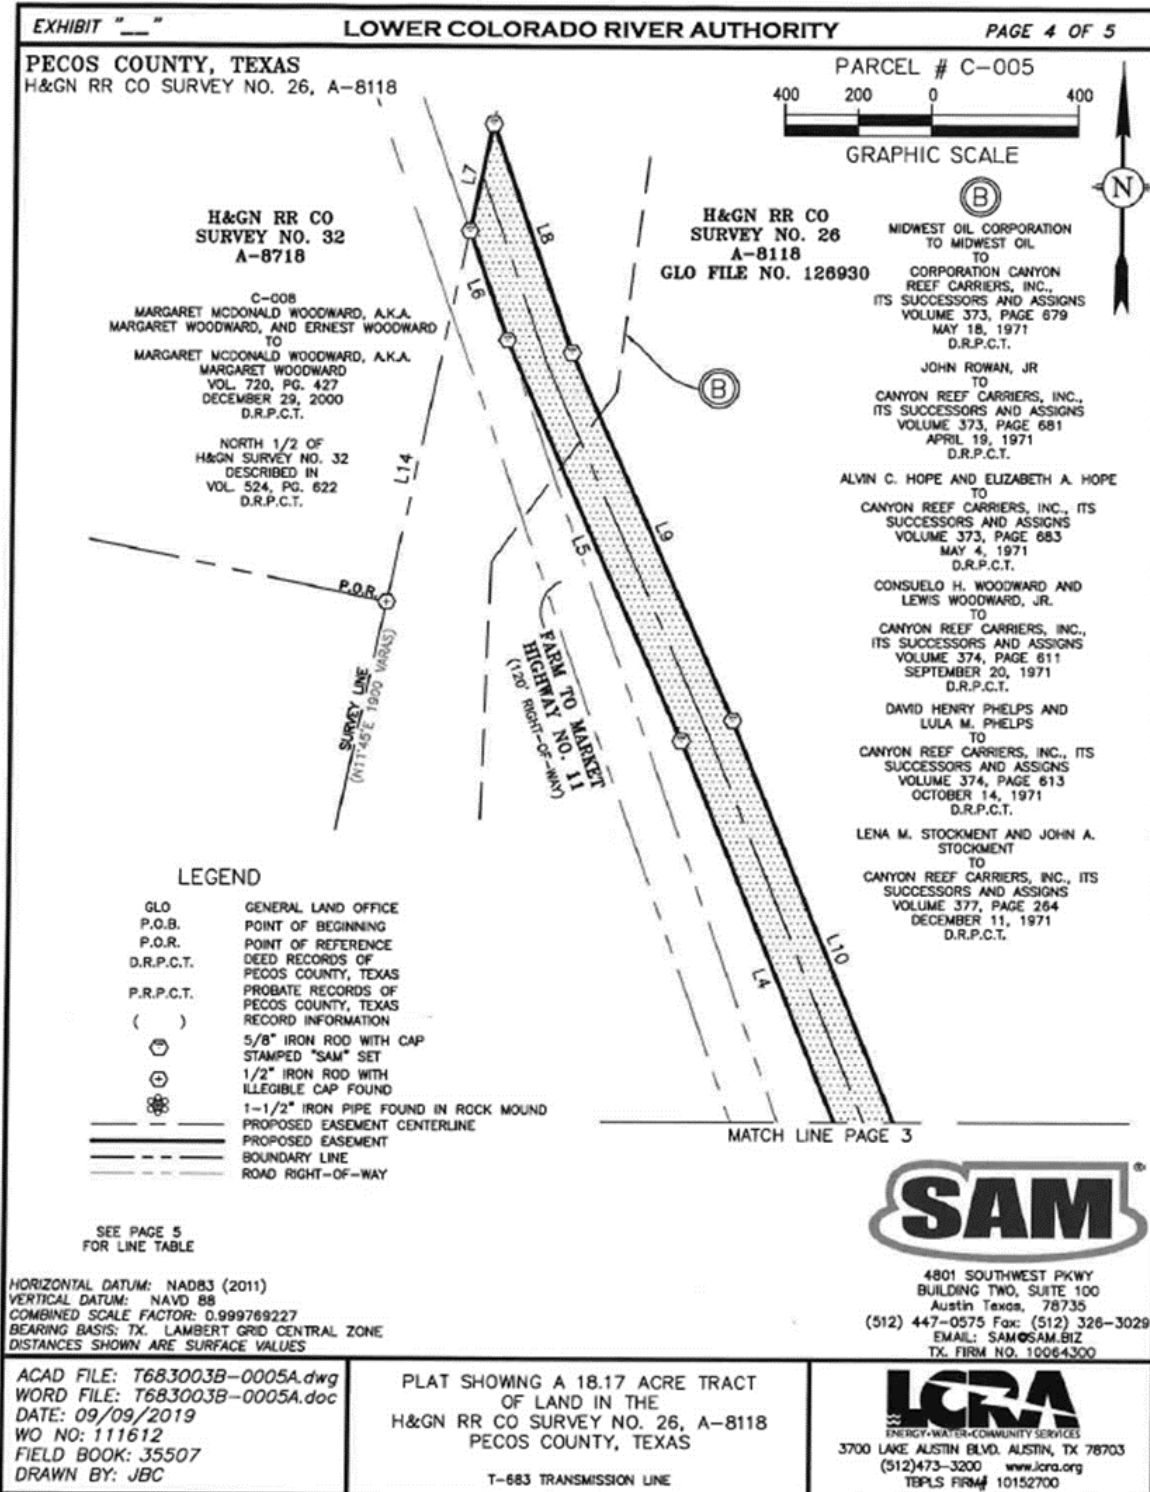 EXHIBIT "__"
LOWER COLORADO RIVER AUTHORITY
PAGE 4 OF 5
PECOS COUNTY, TEXAS
H&GN RR CO SURVEY NO. 26, A-8118
PARCEL # C-005
400 200 0 400
GRAPHIC SCALE
N
B
MIDWEST OIL CORPORATION
TO MIDWEST OIL
TO
CORPORATION CANYON
REEF CARRIERS, INC.,
ITS SUCCESSORS AND ASSIGNS
VOLUME 373, PAGE 679
MAY 18, 1971
D.R.P.C.T.
JOHN ROWAN, JR
TO
CANYON REEF CARRIERS, INC.,
ITS SUCCESSORS AND ASSIGNS
VOLUME 373, PAGE 681
APRIL 19, 1971
D.R.P.C.T.
ALVIN C. HOPE AND ELIZABETH A. HOPE
TO
CANYON REEF CARRIERS, INC., ITS
SUCCESSORS AND ASSIGNS
VOLUME 373, PAGE 683
MAY 4, 1971
D.R.P.C.T.
CONSUELO H. WOODWARD AND
LEWIS WOODWARD, JR.
TO
CANYON REEF CARRIERS, INC.,
ITS SUCCESSORS AND ASSIGNS
VOLUME 374, PAGE 611
SEPTEMBER 20, 1971
D.R.P.C.T.
DAVID HENRY PHELPS AND
LULA M. PHELPS
TO
CANYON REEF CARRIERS, INC., ITS
SUCCESSORS AND ASSIGNS
VOLUME 374, PAGE 613
OCTOBER 14, 1971
D.R.P.C.T.
LENA M. STOCKMENT AND JOHN A.
STOCKMENT
TO
CANYON REEF CARRIERS, INC., ITS
SUCCESSORS AND ASSIGNS
VOLUME 377, PAGE 264
DECEMBER 11, 1971
D.R.P.C.T.
H&GN RR CO
SURVEY NO. 32
A-8718
C-008
MARGARET MCDONALD WOODWARD, A.K.A.
MARGARET WOODWARD, AND ERNEST WOODWARD
TO
MARGARET MCDONALD WOODWARD, A.K.A.
MARGARET WOODWARD
VOL. 720, PG. 427
DECEMBER 29, 2000
D.R.P.C.T.
NORTH 1/2 OF
H&GN SURVEY NO. 32
DESCRIBED IN
VOL. 524, PG. 622
D.R.P.C.T.
H&GN RR CO
SURVEY NO. 26
A-8118
GLO FILE NO. 126930
B
L7
L8
L6
L14
L9
L5
L10
L4
P.O.R.
SURVEY LINE
(N11°45'E 1900 VARAS)
FARM TO MARKET
HIGHWAY NO. 11
(120' RIGHT-OF-WAY)
MATCH LINE PAGE 3
LEGEND
GLO GENERAL LAND OFFICE
P.O.B. POINT OF BEGINNING
P.O.R. POINT OF REFERENCE
D.R.P.C.T. DEED RECORDS OF
PECOS COUNTY, TEXAS
P.R.P.C.T. PROBATE RECORDS OF
PECOS COUNTY, TEXAS
( ) RECORD INFORMATION
5/8" IRON ROD WITH CAP
STAMPED "SAM" SET
1/2" IRON ROD WITH
ILLEGIBLE CAP FOUND
1-1/2" IRON PIPE FOUND IN ROCK MOUND
PROPOSED EASEMENT CENTERLINE
PROPOSED EASEMENT
BOUNDARY LINE
ROAD RIGHT-OF-WAY
SEE PAGE 5
FOR LINE TABLE
HORIZONTAL DATUM: NAD83 (2011)
VERTICAL DATUM: NAVD 88
COMBINED SCALE FACTOR: 0.999769227
BEARING BASIS: TX. LAMBERT GRID CENTRAL ZONE
DISTANCES SHOWN ARE SURFACE VALUES
SAM ®
4801 SOUTHWEST PKWY
BUILDING TWO, SUITE 100
Austin Texas, 78735
(512) 447-0575 Fax: (512) 326-3029
EMAIL: SAM@SAM.BIZ
TX. FIRM NO. 10064300
ACAD FILE: T683003B-0005A.dwg
WORD FILE: T683003B-0005A.doc
DATE: 09/09/2019
WO NO: 111612
FIELD BOOK: 35507
DRAWN BY: JBC
PLAT SHOWING A 18.17 ACRE TRACT
OF LAND IN THE
H&GN RR CO SURVEY NO. 26, A-8118
PECOS COUNTY, TEXAS
T-683 TRANSMISSION LINE
LCRA
ENERGY•WATER•COMMUNITY SERVICES
3700 LAKE AUSTIN BLVD. AUSTIN, TX 78703
(512)473-3200 www.lcra.org
TBPLS FIRM# 10152700